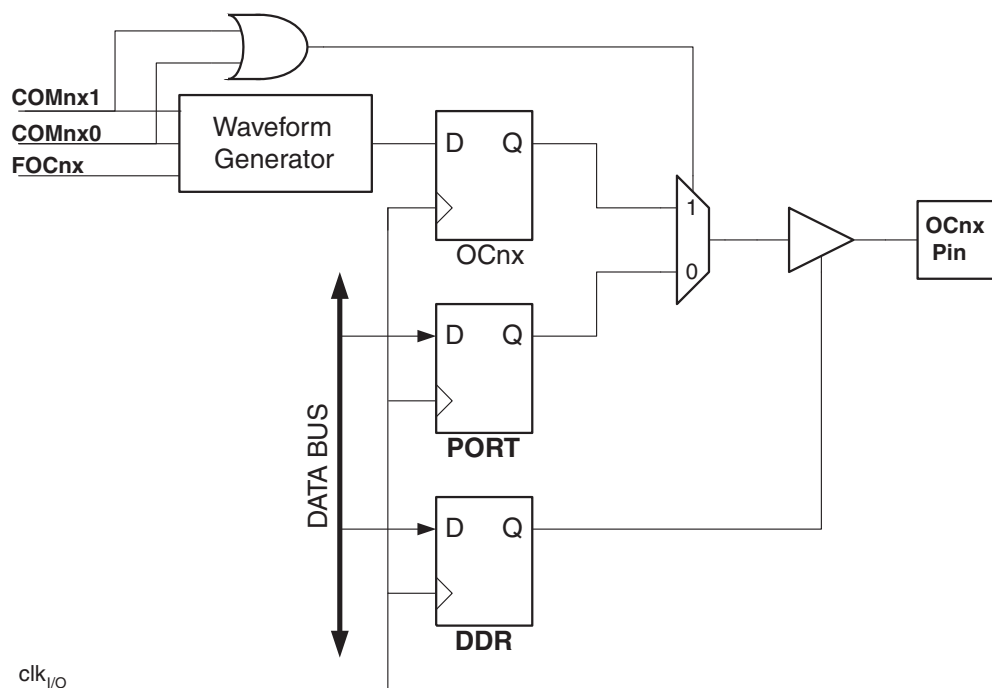 COMnx1
COMnx0
FOCnx
Waveform
Generator
D Q
OCnx
1
0
OCnx
Pin
D Q
PORT
DATA BUS
D Q
DDR
clkI/O